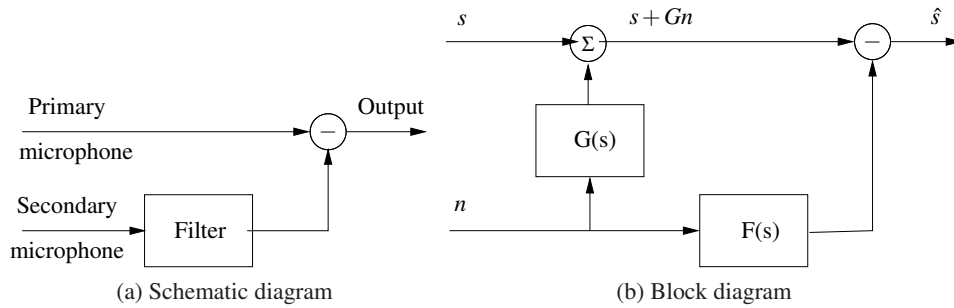 Primary
microphone
Output
−
Secondary
microphone
Filter
(a) Schematic diagram
s
s + Gn
ŝ
Σ
−
G(s)
n
F(s)
(b) Block diagram